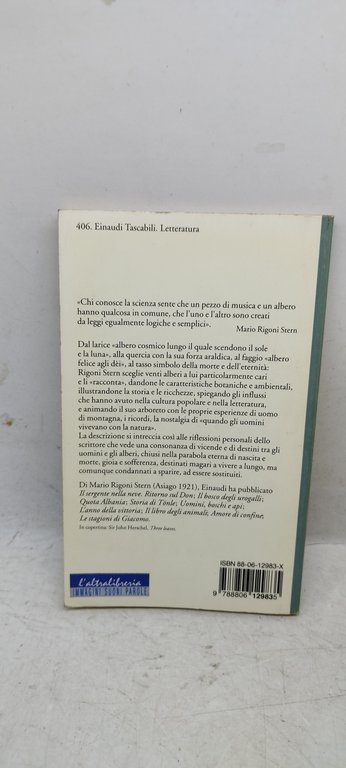 406. Einaudi Tascabili. Letteratura
«Chi conosce la scienza sente che un pezzo di musica e un albero
hanno qualcosa in comune, che l'uno e l'altro sono creati
da leggi egualmente logiche e semplici».
Mario Rigoni Stern
Dal larice «albero cosmico lungo il quale scendono il sole
e la luna», alla quercia con la sua forza araldica, al faggio «albero
felice agli dèi», al tasso simbolo della morte e dell'eternità:
Rigoni Stern sceglie venti alberi a lui particolarmente cari
e li «racconta», dandone le caratteristiche botaniche e ambientali,
illustrandone la storia e le ricchezze, spiegando gli influssi
che hanno avuto nella cultura popolare e nella letteratura,
e animando il suo arboreto con le proprie esperienze di uomo
di montagna, i ricordi, la nostalgia di «quando gli uomini
vivevano con la natura».
La descrizione si intreccia cosí alle riflessioni personali dello
scrittore che vede una consonanza di vicende e di destini tra gli
uomini e gli alberi, chiusi nella parabola eterna di nascita e
morte, gioia e sofferenza, destinati magari a vivere a lungo, ma
comunque condannati a sparire, ad essere sostituiti.
Di Mario Rigoni Stern (Asiago 1921), Einaudi ha pubblicato
Il sergente nella neve. Ritorno sul Don; Il bosco degli urogalli;
Quota Albania; Storia di Tönle; Uomini, boschi e api;
L'anno della vittoria; Il libro degli animali; Amore di confine;
Le stagioni di Giacomo.
In copertina: Sir John Herschel, Three leaves.
l'altralibreria
IMMAGINI SUONI PAROLE
ISBN 88-06-12983-X
9 788806 129835